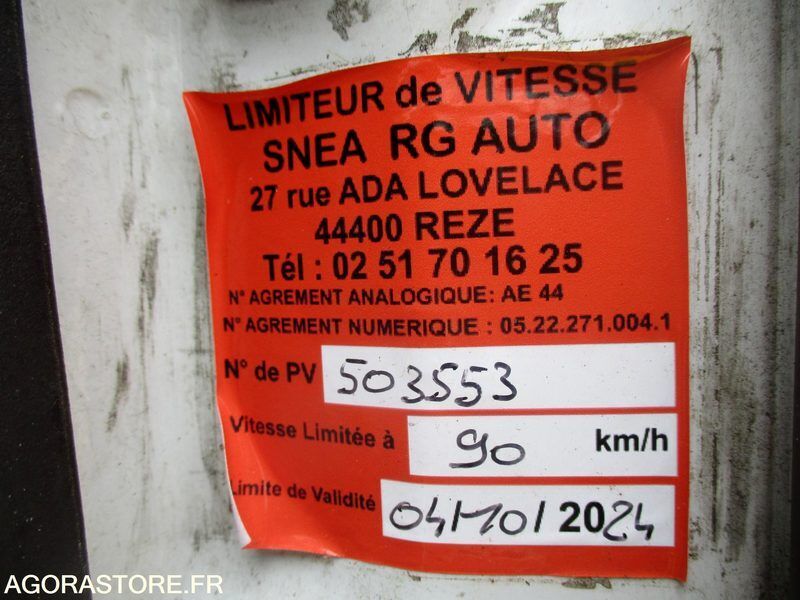 LIMITEUR de VITESSE
SNEA RG AUTO
27 rue ADA LOVELACE
44400 REZE
Tél : 02 51 70 16 25
N° AGREMENT ANALOGIQUE: AE 44
N° AGREMENT NUMERIQUE : 05.22.271.004.1
N° de PV 503553
Vitesse Limitée à 90 km/h
Limite de Validité 04/10/2024
AGORASTORE.FR